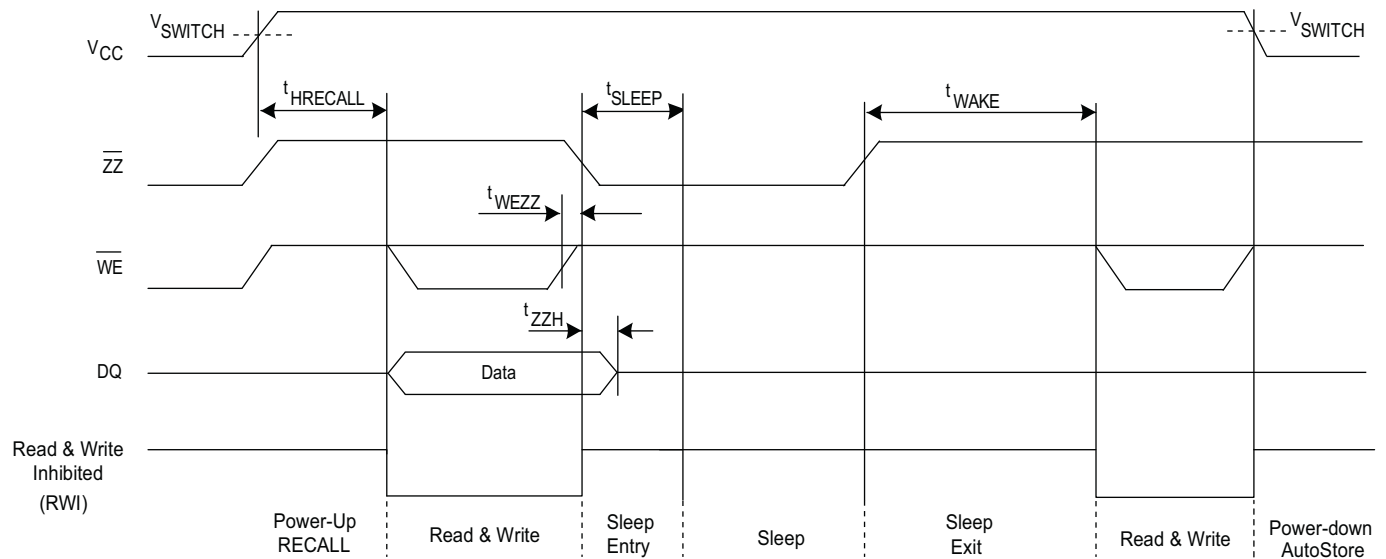 VSWITCH
VCC
VSWITCH
tHRECALL
tSLEEP
tWAKE
ZZ
tWEZZ
WE
tZZH
DQ
Data
Read & Write
Inhibited
(RWI)
Power-Up
RECALL
Read & Write
Sleep
Entry
Sleep
Sleep
Exit
Read & Write
Power-down
AutoStore